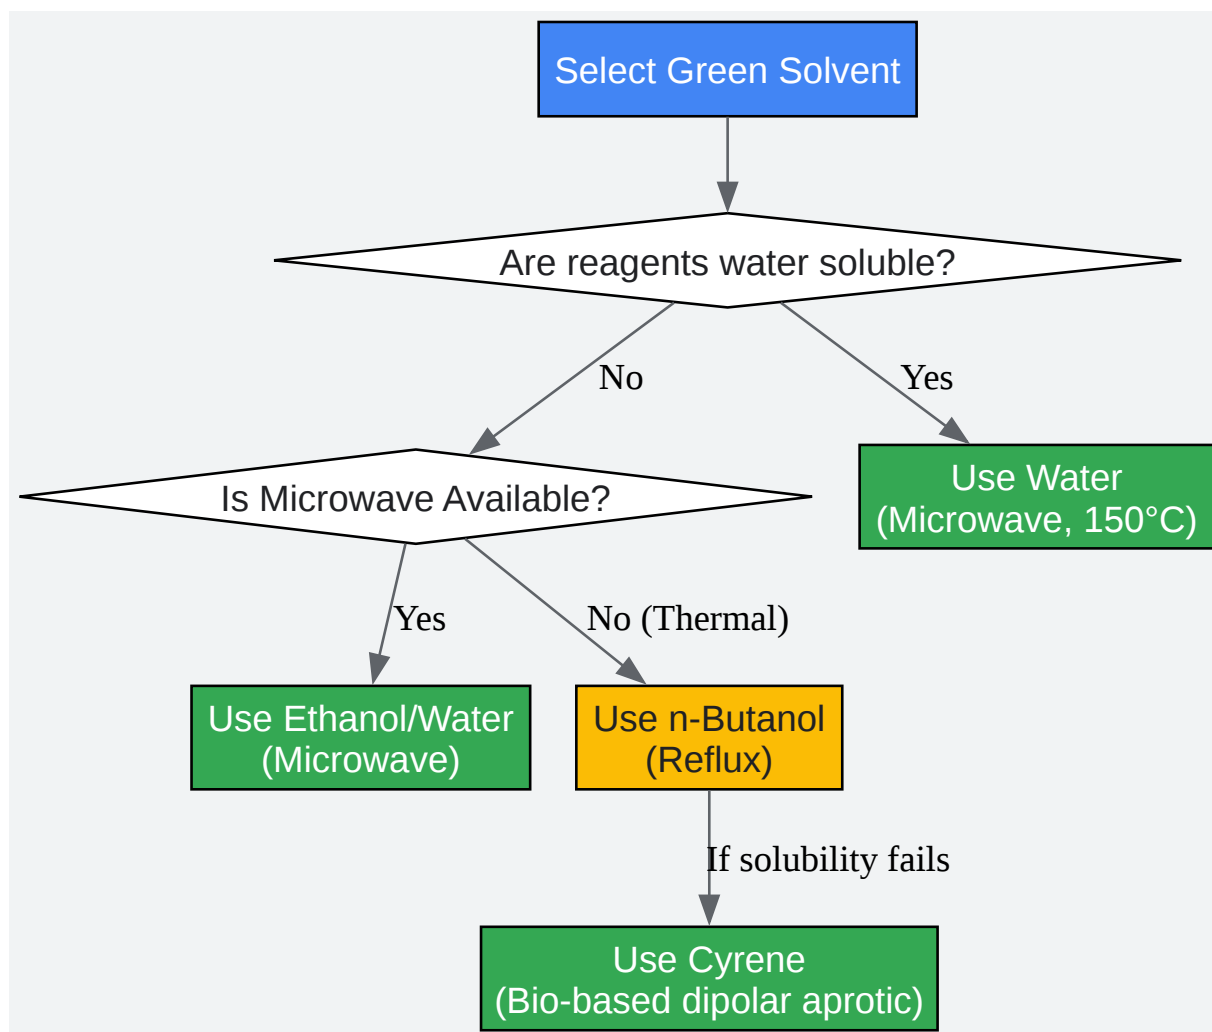 Select Green Solvent
Are reagents water soluble?
No
Yes
Use Water
(Microwave, 150°C)
Is Microwave Available?
Yes
No (Thermal)
Use Ethanol/Water
(Microwave)
Use n-Butanol
(Reflux)
If solubility fails
Use Cyrene
(Bio-based dipolar aprotic)